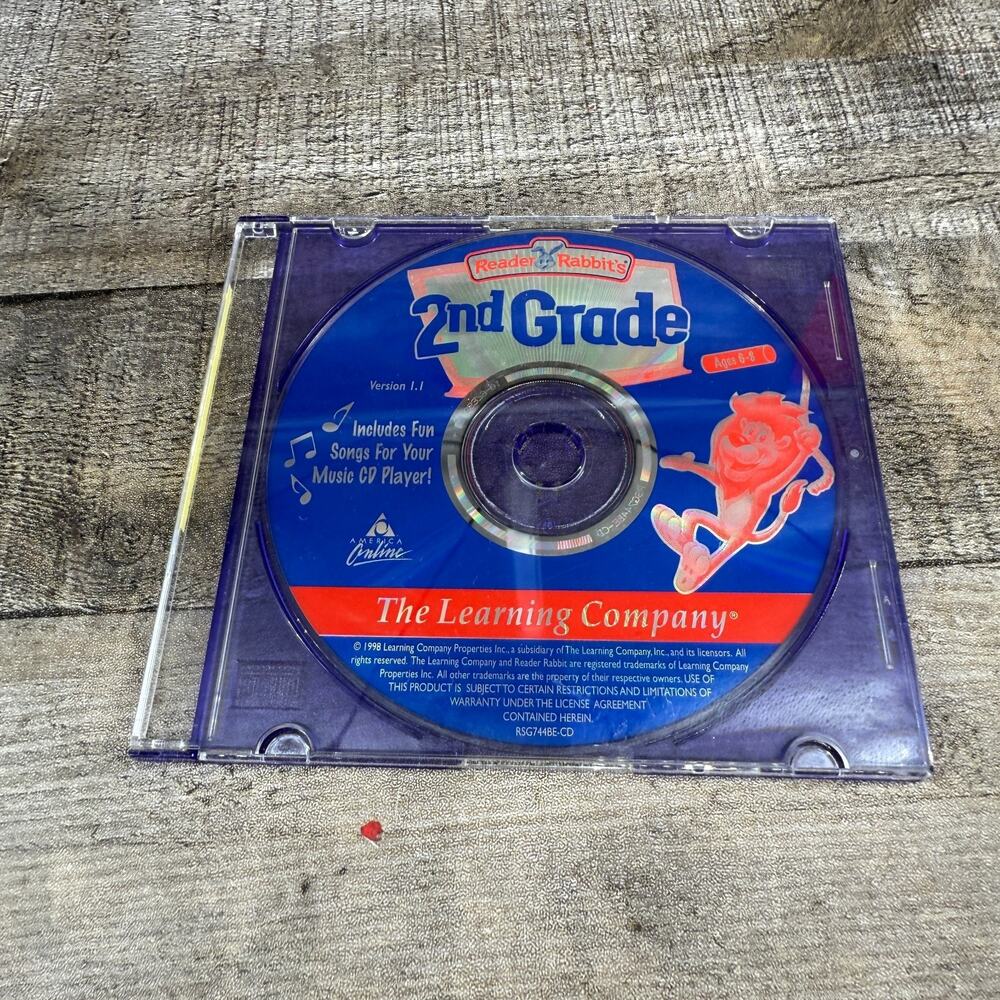 Reader Rabbit's®
2nd Grade
Ages 6-8
Version 1.1
Includes Fun
Songs For Your
Music CD Player!
AMERICA
Online
The Learning Company®
© 1998 Learning Company Properties Inc., a subsidiary of The Learning Company, Inc., and its licensors. All
rights reserved. The Learning Company and Reader Rabbit are registered trademarks of Learning Company
Properties Inc. All other trademarks are the property of their respective owners. USE OF
THIS PRODUCT IS SUBJECT TO CERTAIN RESTRICTIONS AND LIMITATIONS OF
WARRANTY UNDER THE LICENSE AGREEMENT
CONTAINED HEREIN.
RSG744BE-CD